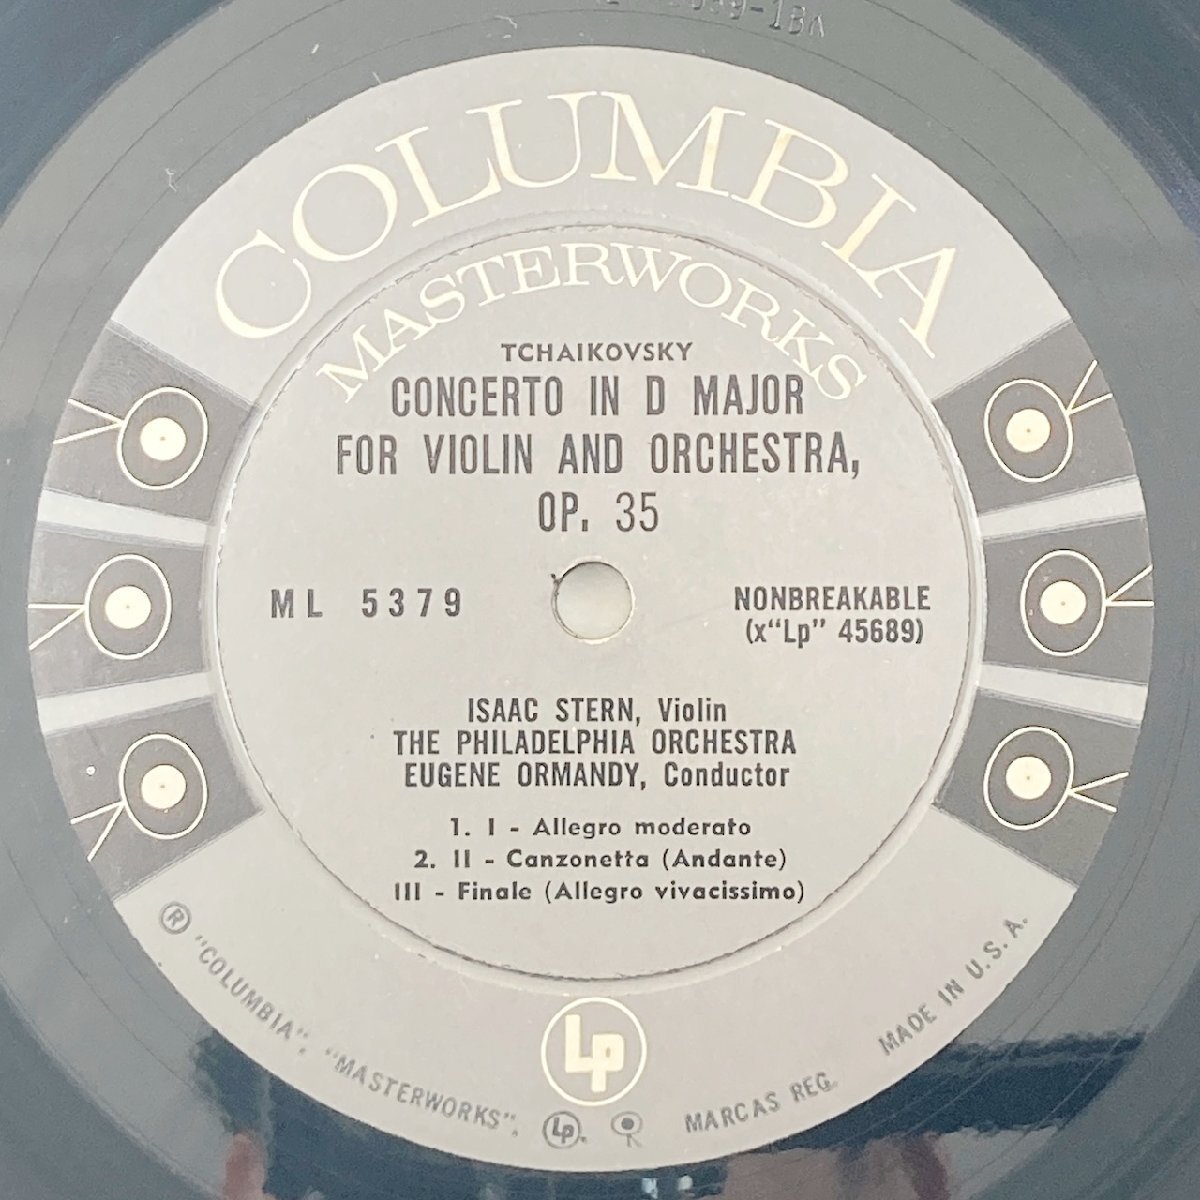 COLUMBIA
MASTERWORKS
TCHAIKOVSKY
CONCERTO IN D MAJOR
FOR VIOLIN AND ORCHESTRA,
OP. 35
ML 5379
NONBREAKABLE
(x“Lp” 45689)
ISAAC STERN, Violin
THE PHILADELPHIA ORCHESTRA
EUGENE ORMANDY, Conductor
1. I - Allegro moderato
2. II - Canzonetta (Andante)
III - Finale (Allegro vivacissimo)
Lp
® “COLUMBIA”, “MASTERWORKS”, Lp. MARCAS REG. MADE IN U.S.A.